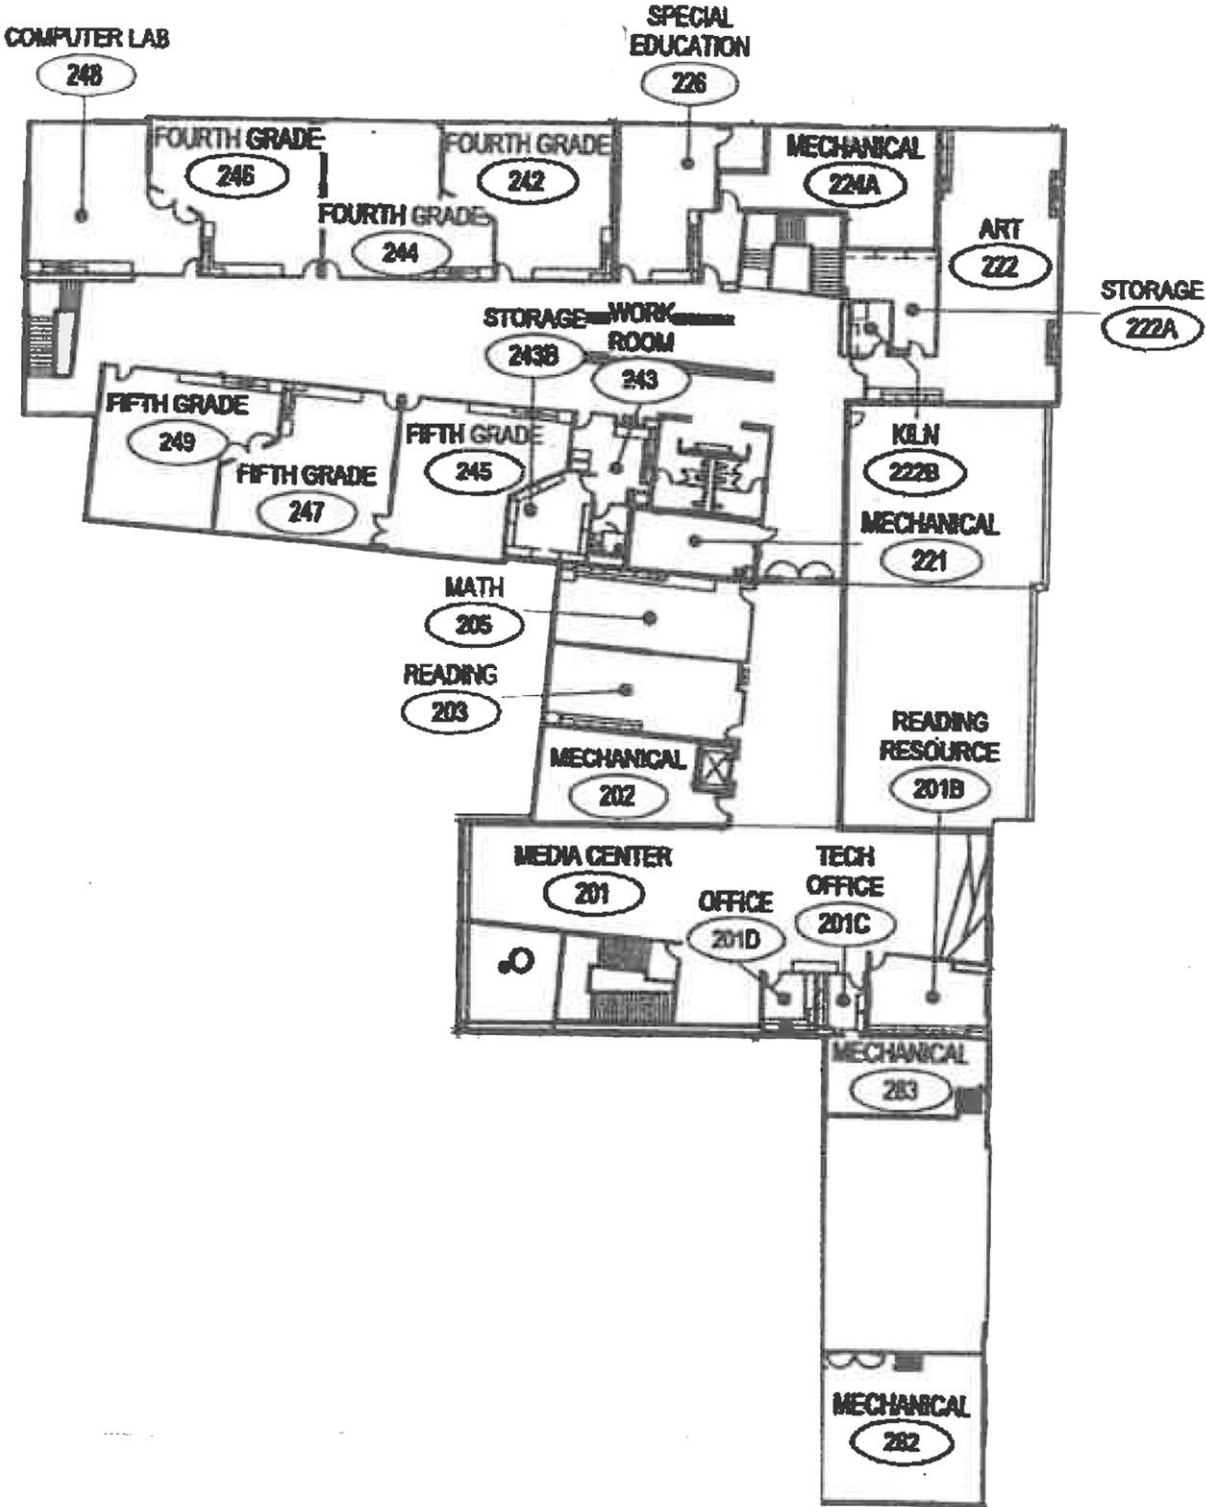 COMPUTER LAB
248
SPECIAL
EDUCATION
226
FOURTH GRADE
246
FOURTH GRADE
244
FOURTH GRADE
242
MECHANICAL
224A
ART
222
STORAGE
222A
STORAGE
243B
WORK
ROOM
243
FIFTH GRADE
249
FIFTH GRADE
247
FIFTH GRADE
245
KILN
222B
MECHANICAL
221
MATH
205
READING
203
MECHANICAL
202
READING
RESOURCE
201B
MEDIA CENTER
201
OFFICE
201D
TECH
OFFICE
201C
MECHANICAL
283
MECHANICAL
282